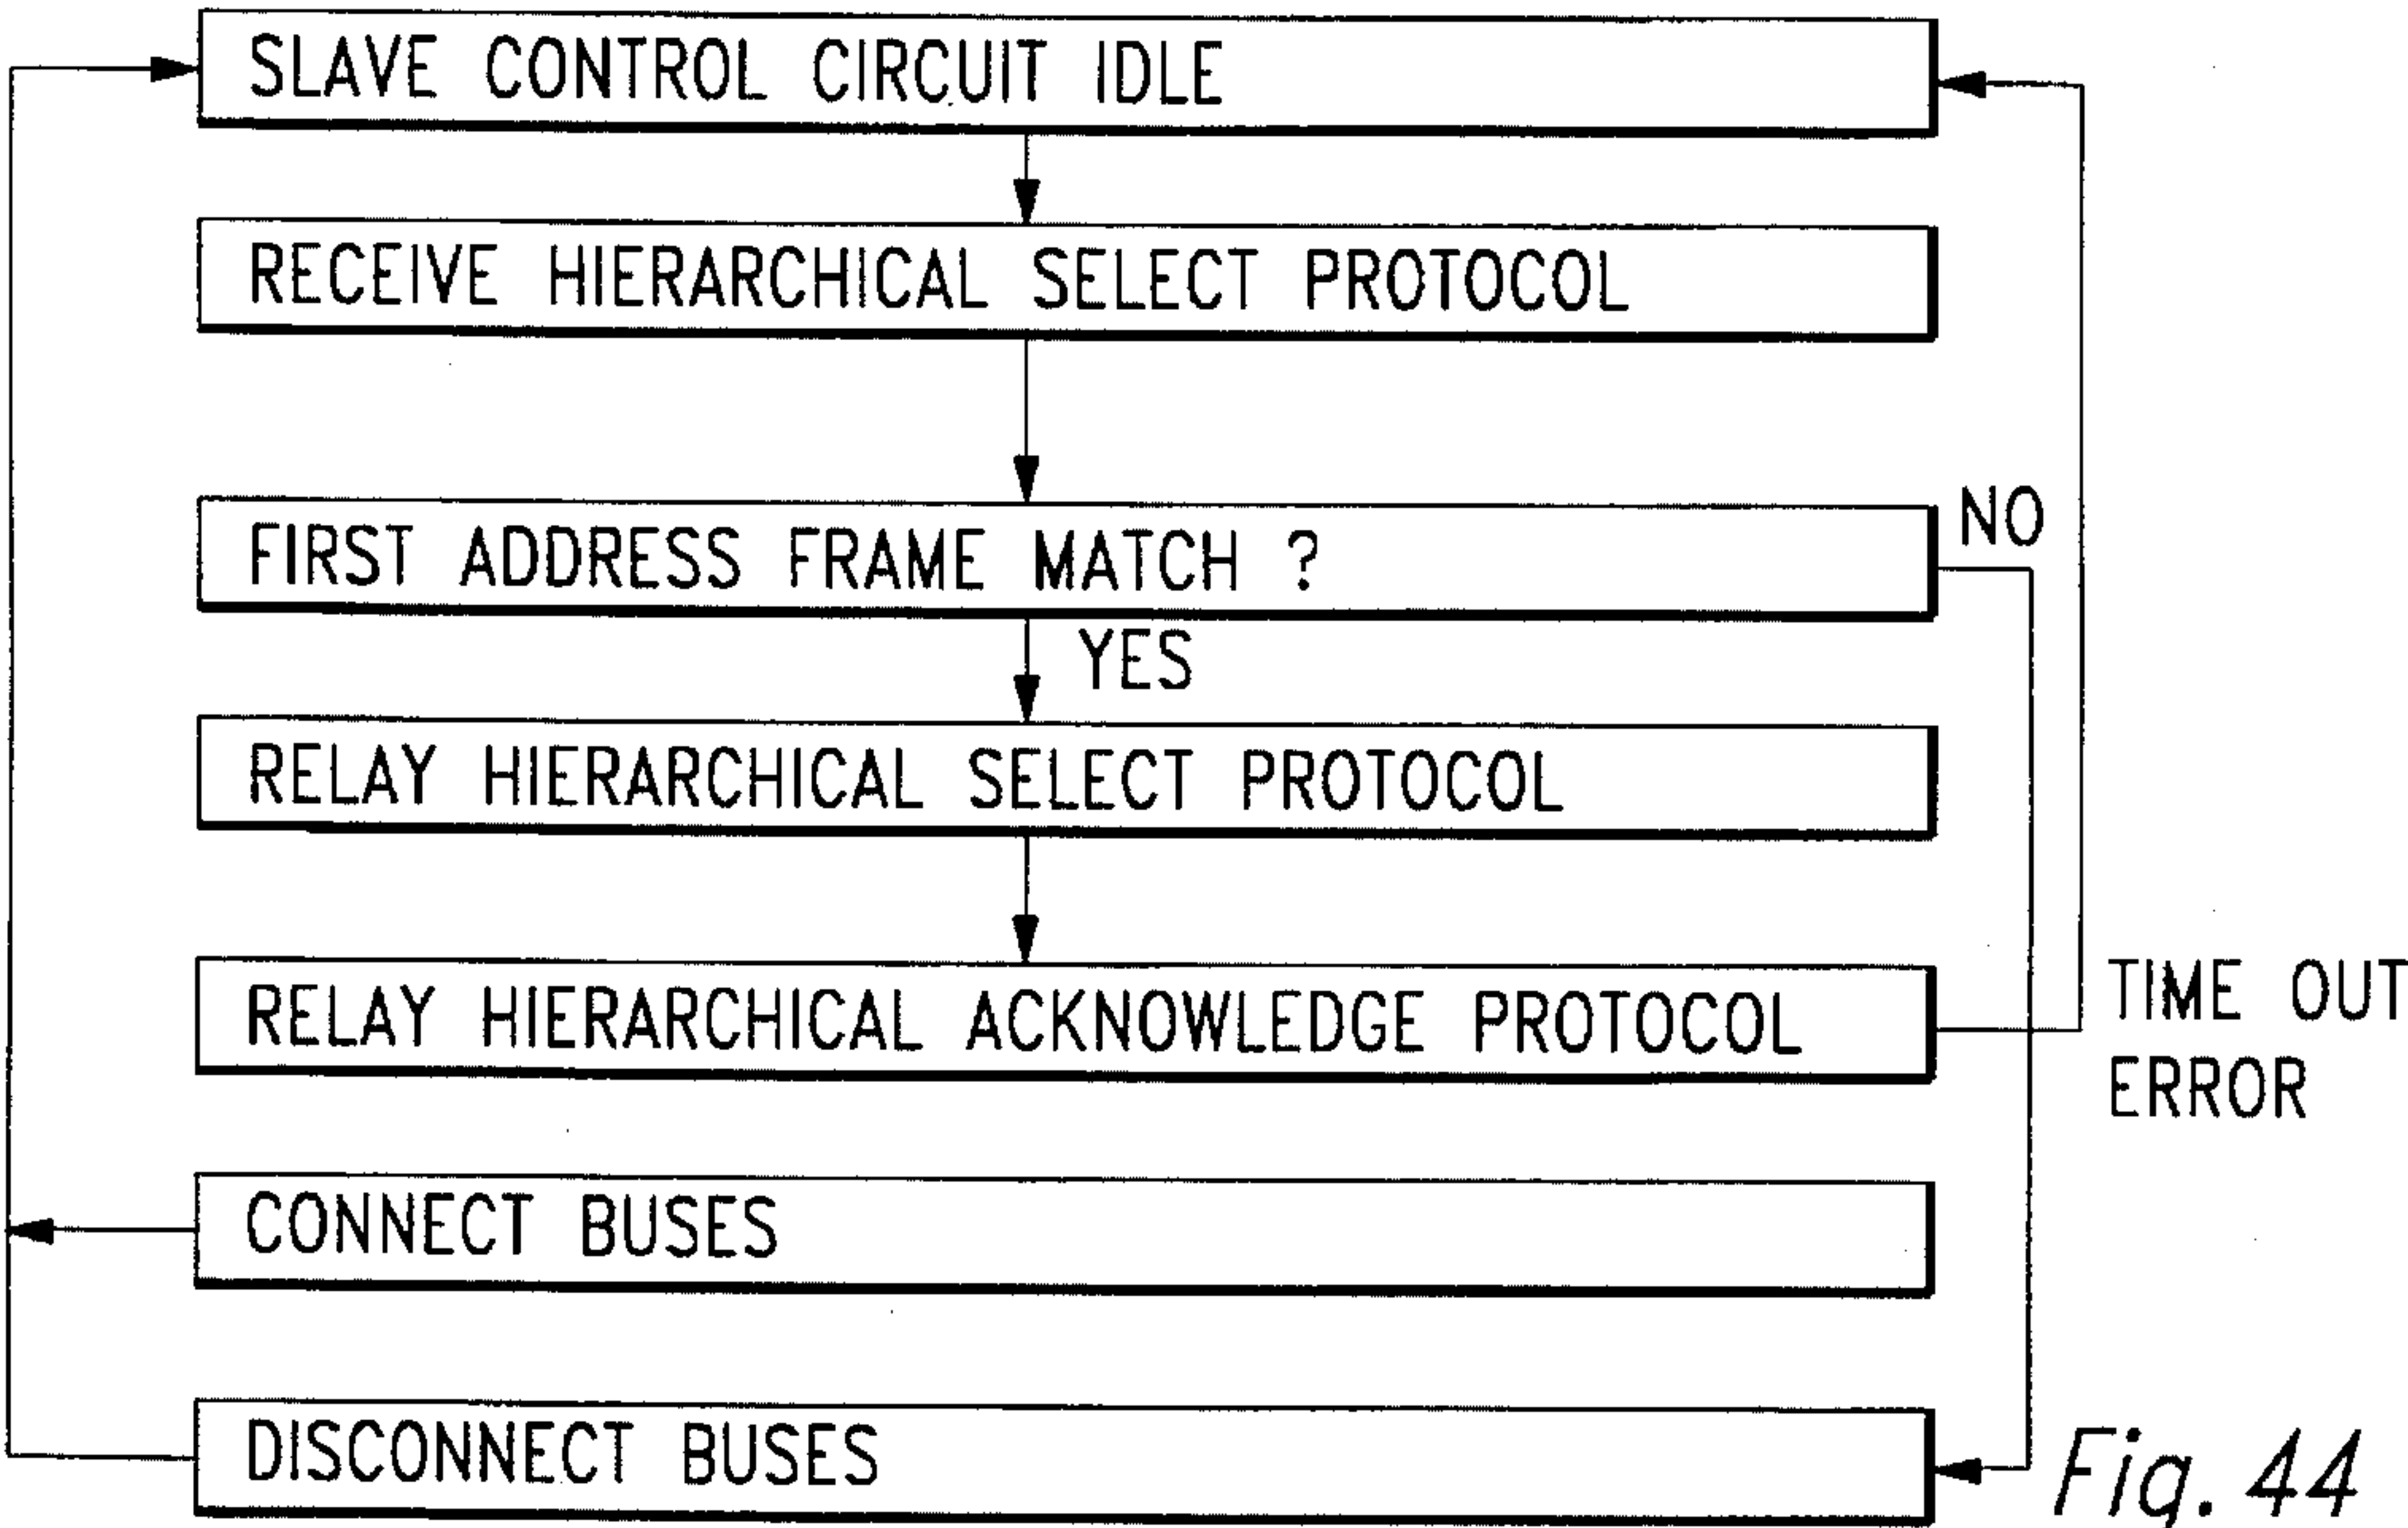 SLAVE CONTROL CIRCUIT IDLE
RECEIVE HIERARCHICAL SELECT PROTOCOL
FIRST ADDRESS FRAME MATCH ?
NO
YES
RELAY HIERARCHICAL SELECT PROTOCOL
RELAY HIERARCHICAL ACKNOWLEDGE PROTOCOL
TIME OUT
ERROR
CONNECT BUSES
DISCONNECT BUSES
Fig. 44